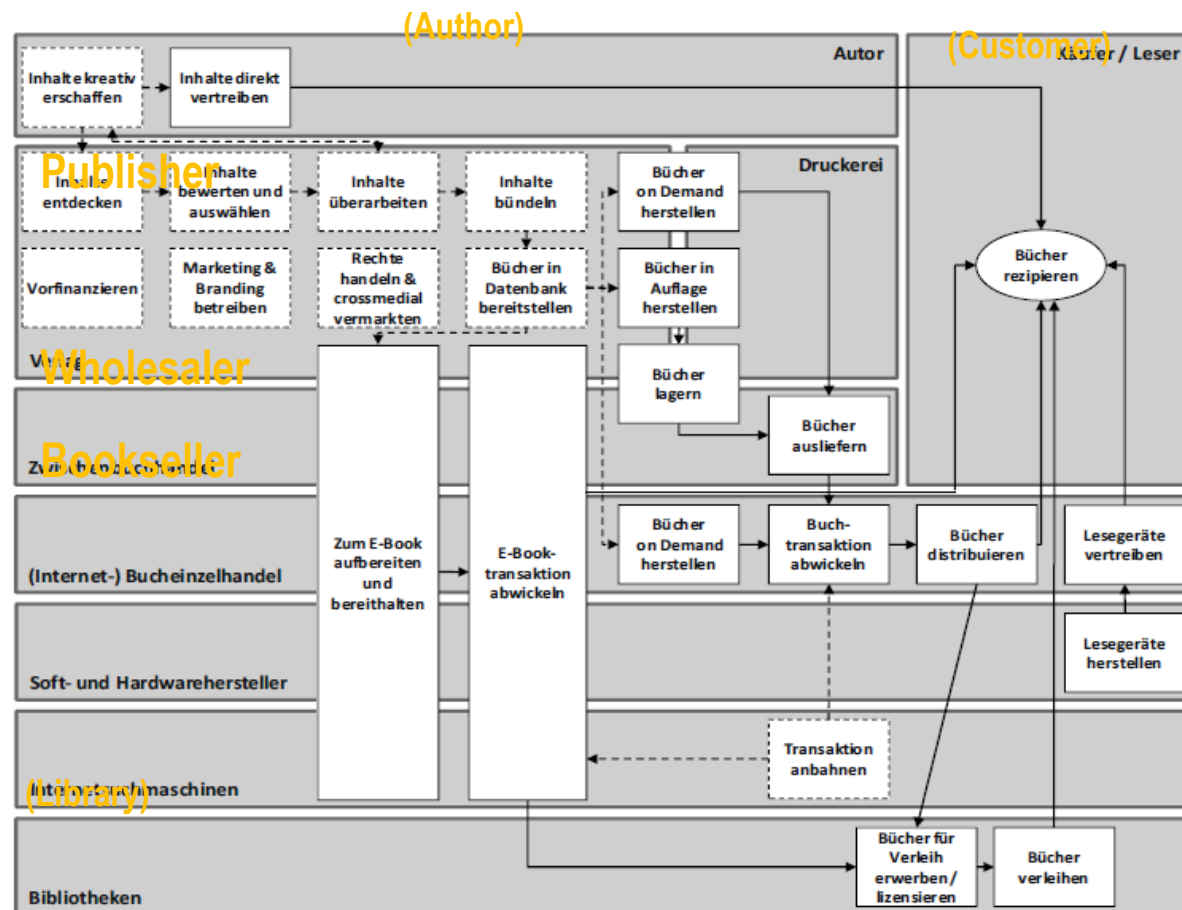 (Author)
(Customer)
Autor
Käufer / Leser
Inhalte kreativ
erschaffen
Inhalte direkt
vertreiben
Publisher
Druckerei
Inhalte
entdecken
Inhalte
bewerten und
auswählen
Inhalte
überarbeiten
Inhalte
bündeln
Bücher
on Demand
herstellen
Vorfinanzieren
Marketing &
Branding
betreiben
Rechte
handeln &
crossmedial
vermarkten
Bücher in
Datenbank
bereitstellen
Bücher in
Auflage
herstellen
Bücher
rezipieren
Wholesaler
Verlag
Bücher
lagern
Bookseller
Zwischenbuchhandel
Bücher
ausliefern
Zum E-Book
aufbereiten
und
bereithalten
E-Book-
transaktion
abwickeln
Bücher
on Demand
herstellen
Buch-
transaktion
abwickeln
Bücher
distribuieren
Lesegeräte
vertreiben
(Internet-) Bucheinzelhandel
Lesegeräte
herstellen
Soft- und Hardwarehersteller
Transaktion
anbahnen
(Library)
Internetsuchmaschinen
Bücher für
Verleih
erwerben/
lizensieren
Bücher
verleihen
Bibliotheken